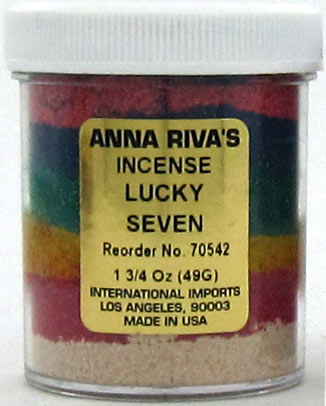 ANNA RIVA'S
INCENSE
LUCKY
SEVEN
Reorder No. 70542
1 3/4 Oz (49G)
INTERNATIONAL IMPORTS
LOS ANGELES, 90003
MADE IN USA